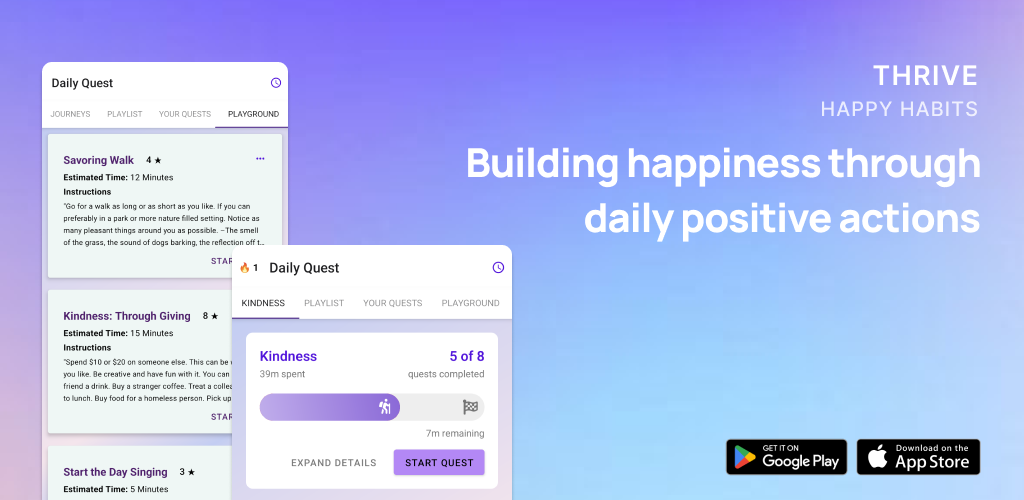 Daily Quest
JOURNEYS PLAYLIST YOUR QUESTS PLAYGROUND
Savoring Walk 4 ★
Estimated Time: 12 Minutes
Instructions
"Go for a walk as long or as short as you like. If you can
preferably in a park or more nature filled setting. Notice as
many pleasant things around you as possible. ~The smell
of the grass, the sound of dogs barking, the reflection off t...
STAR
Kindness: Through Giving 8 ★
Estimated Time: 15 Minutes
Instructions
"Spend $10 or $20 on someone else. This can be
you like. Be creative and have fun with it. You can
friend a drink. Buy a stranger coffee. Treat a collea
to lunch. Buy food for a homeless person. Pick up
STAR
Start the Day Singing 3 ★
Estimated Time: 5 Minutes
🔥 1 Daily Quest
KINDNESS PLAYLIST YOUR QUESTS PLAYGROUND
Kindness 5 of 8
39m spent quests completed
7m remaining
EXPAND DETAILS START QUEST
THRIVE
HAPPY HABITS
Building happiness through
daily positive actions
GET IT ON
Google Play
Download on the
App Store